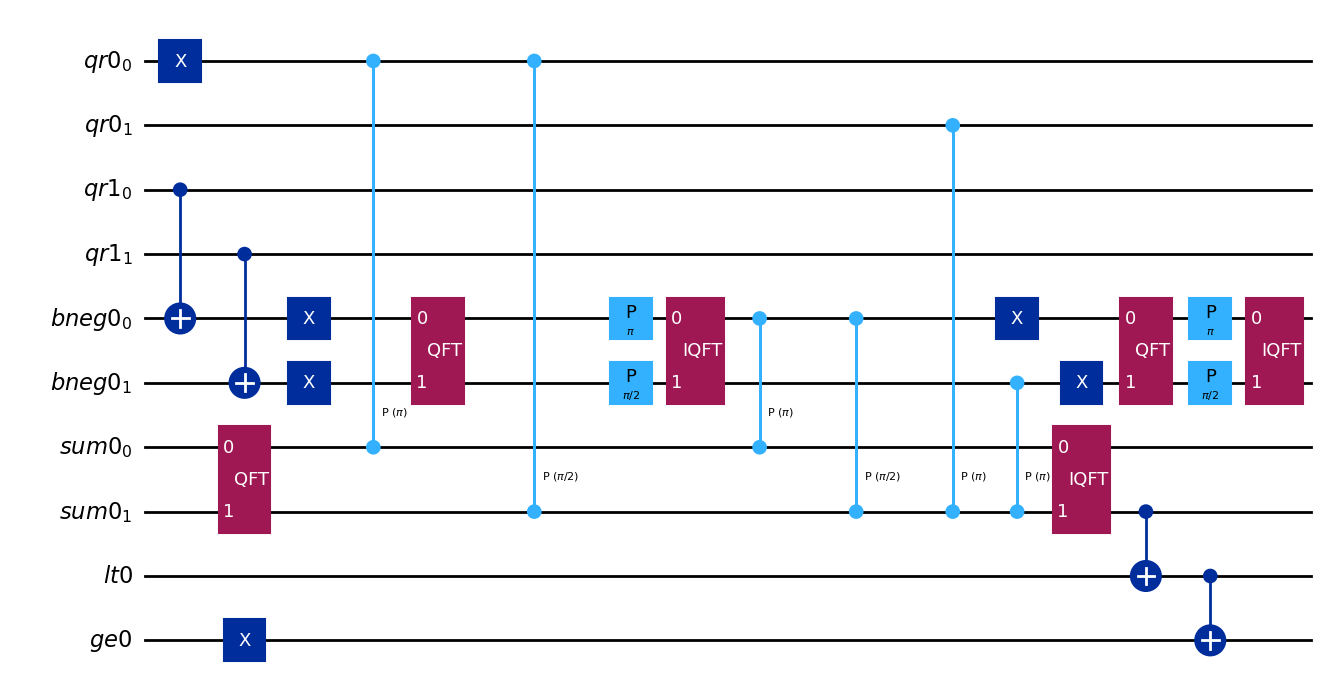 qr0₀ X
qr0₁
qr1₀
qr1₁
bneg0₀ X 0 QFT P π 0 IQFT X 0 QFT P π 0 IQFT
bneg0₁ X 1 P π/2 1 X 1 P π/2 1
P (π) P (π)
sum0₀ 0 QFT 0 IQFT
P (π/2) P (π/2) P (π) P (π)
sum0₁ 1 1
lt0
ge0 X